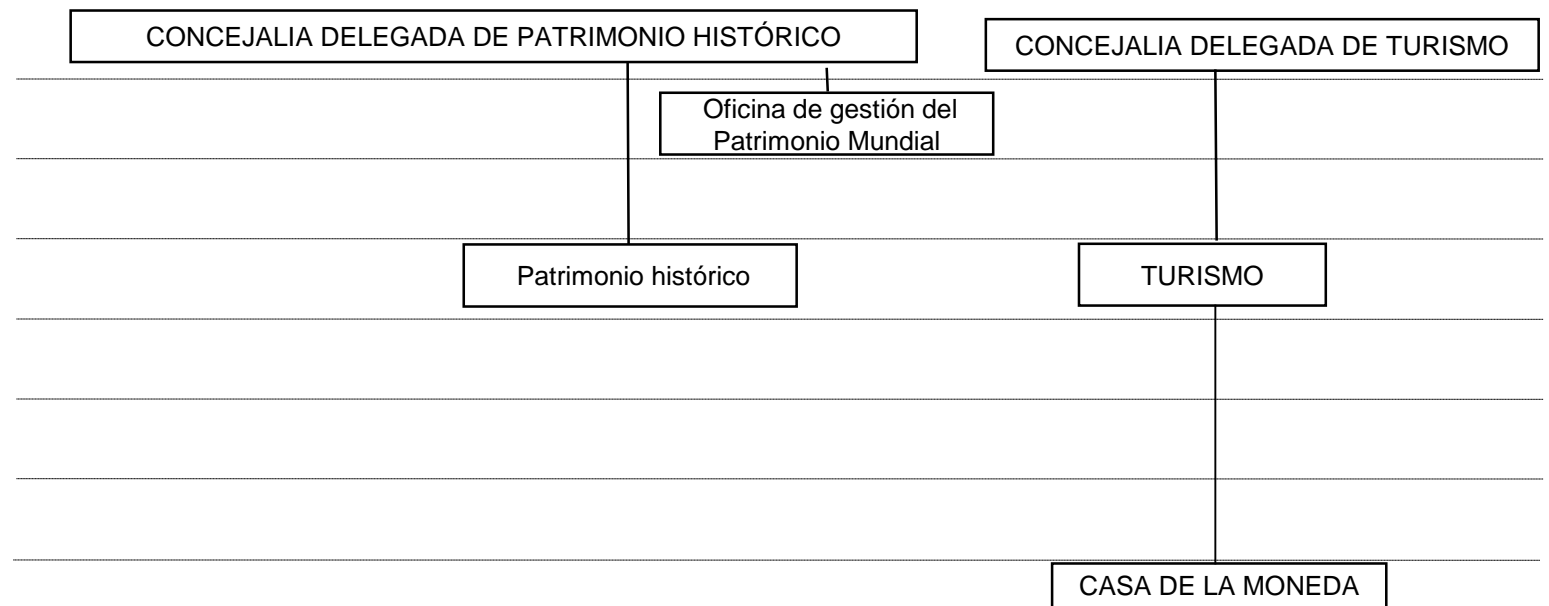 CONCEJALIA DELEGADA DE PATRIMONIO HISTÓRICO
CONCEJALIA DELEGADA DE TURISMO
Oficina de gestión del
Patrimonio Mundial
Patrimonio histórico
TURISMO
CASA DE LA MONEDA